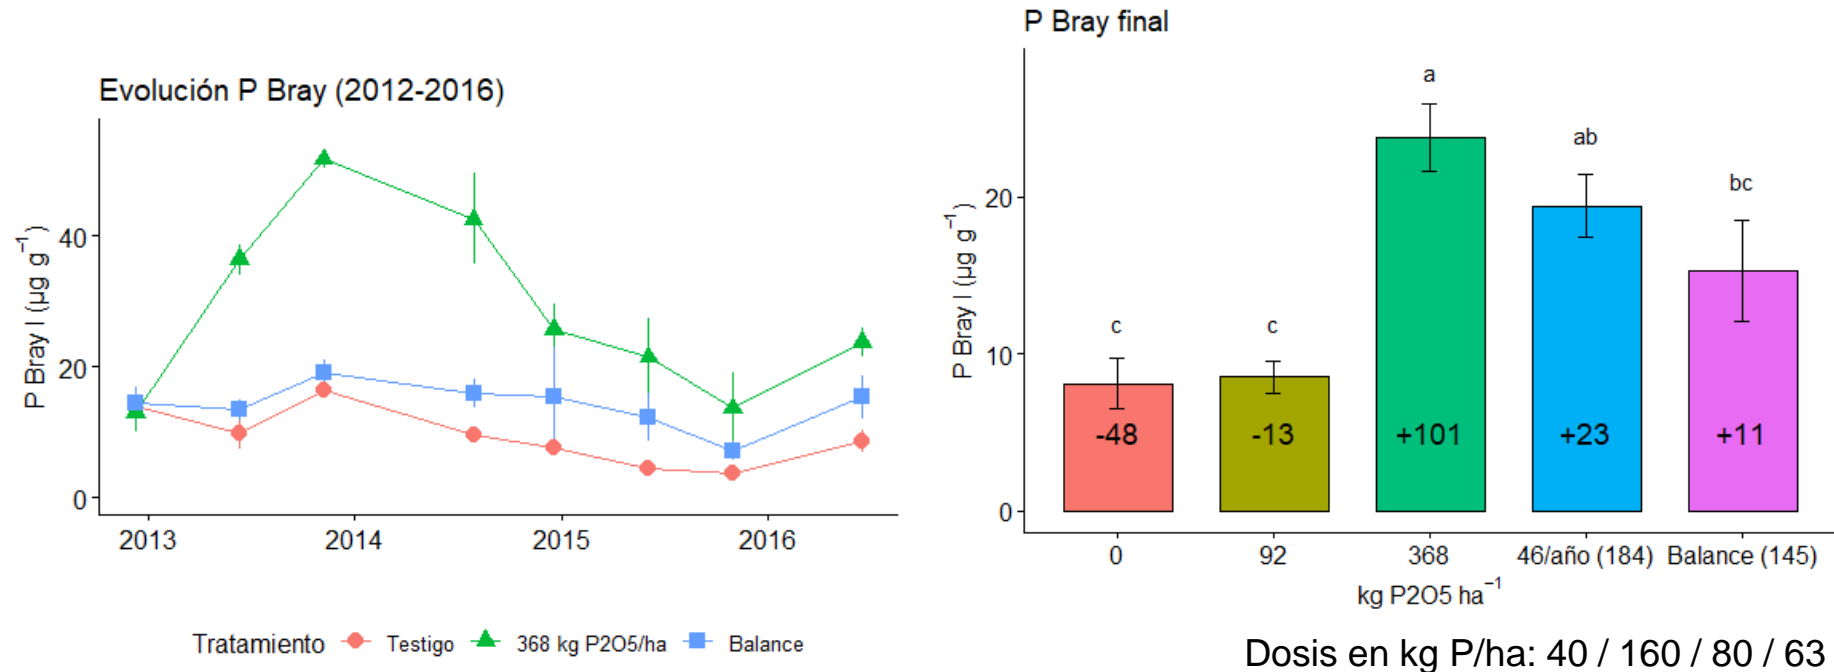 Evolución P Bray (2012-2016)
P Bray I (µg g⁻¹)
40
20
0
2013 2014 2015 2016
Tratamiento Testigo 368 kg P2O5/ha Balance
P Bray final
P Bray I (µg g⁻¹)
20
10
0
c c a ab bc
-48 -13 +101 +23 +11
0 92 368 46/año (184) Balance (145)
kg P2O5 ha⁻¹
Dosis en kg P/ha: 40 / 160 / 80 / 63